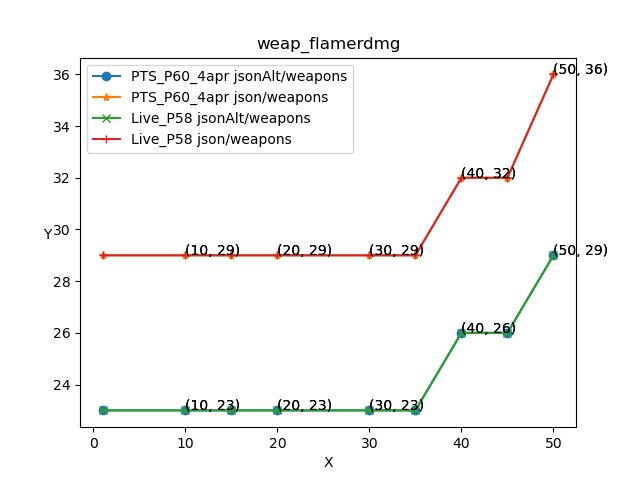 weap_flamerdmg
PTS_P60_4apr jsonAlt/weapons
PTS_P60_4apr json/weapons
Live_P58 jsonAlt/weapons
Live_P58 json/weapons
(50, 36)
(40, 32)
(10, 29)
(20, 29)
(30, 29)
(50, 29)
(40, 26)
(10, 23)
(20, 23)
(30, 23)
36
34
32
30
28
26
24
Y
0 10 20 30 40 50
X